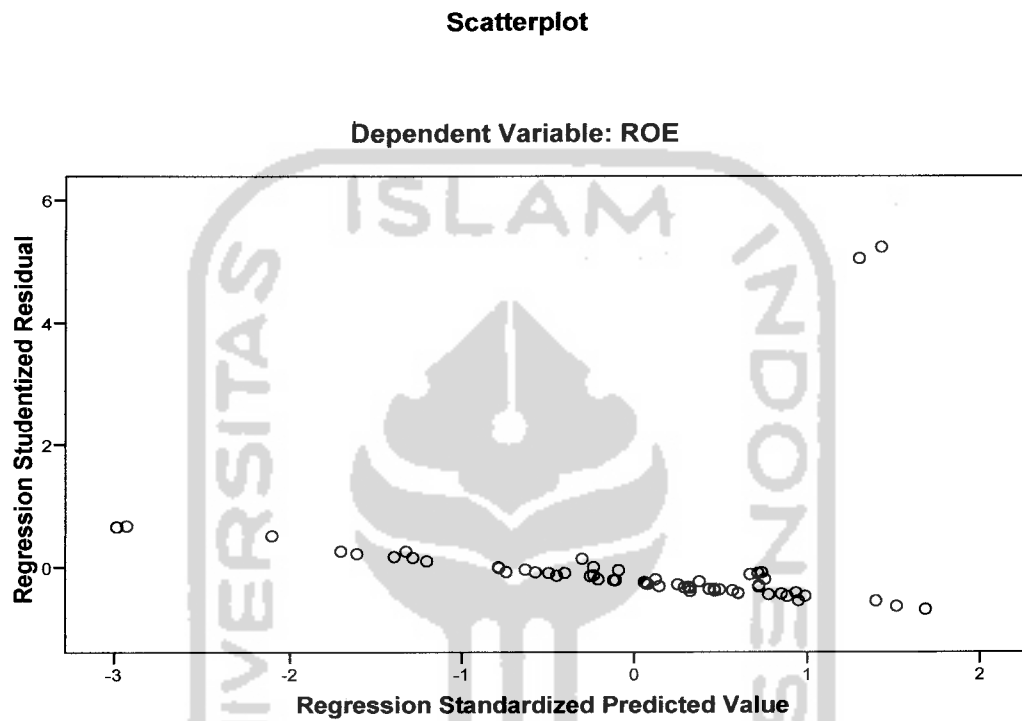 Scatterplot
Dependent Variable: ROE
ISLAM
UNIVERSITAS
INDONES
Regression Studentized Residual
6
4
2
0
-3
-2
-1
0
1
2
Regression Standardized Predicted Value